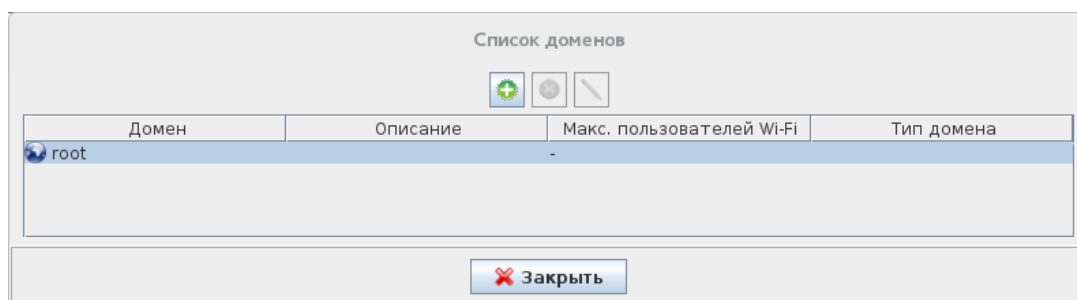 Список доменов
Домен Описание Макс. пользователей Wi-Fi Тип домена
root -
Закрыть